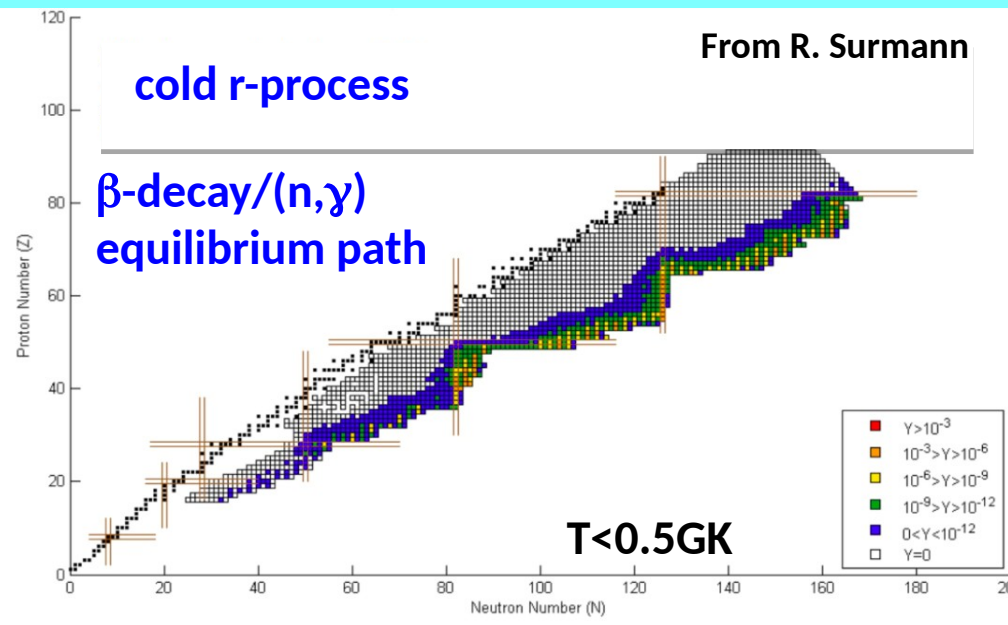 120
From R. Surmann
cold r-process
100
β-decay/(n,γ)
80
equilibrium path
60
Proton Number (Z)
40
Y>10⁻³
10⁻³>Y>10⁻⁶
10⁻⁶>Y>10⁻⁹
20
10⁻⁹>Y>10⁻¹²
T<0.5GK
0<Y<10⁻¹²
Y=0
0
0 20 40 60 80 100 120 140 160 180 20
Neutron Number (N)